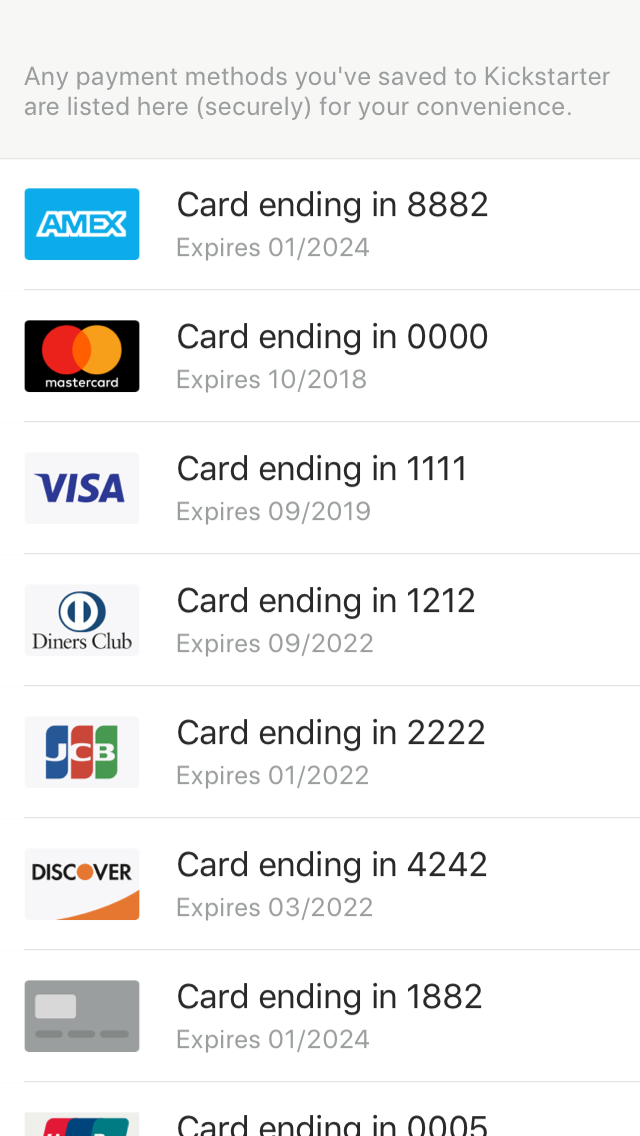 Any payment methods you've saved to Kickstarter
are listed here (securely) for your convenience.
AMEX
Card ending in 8882
Expires 01/2024
mastercard
Card ending in 0000
Expires 10/2018
VISA
Card ending in 1111
Expires 09/2019
Diners Club
Card ending in 1212
Expires 09/2022
JCB
Card ending in 2222
Expires 01/2022
DISCOVER
Card ending in 4242
Expires 03/2022
Card ending in 1882
Expires 01/2024
Card ending in 0005